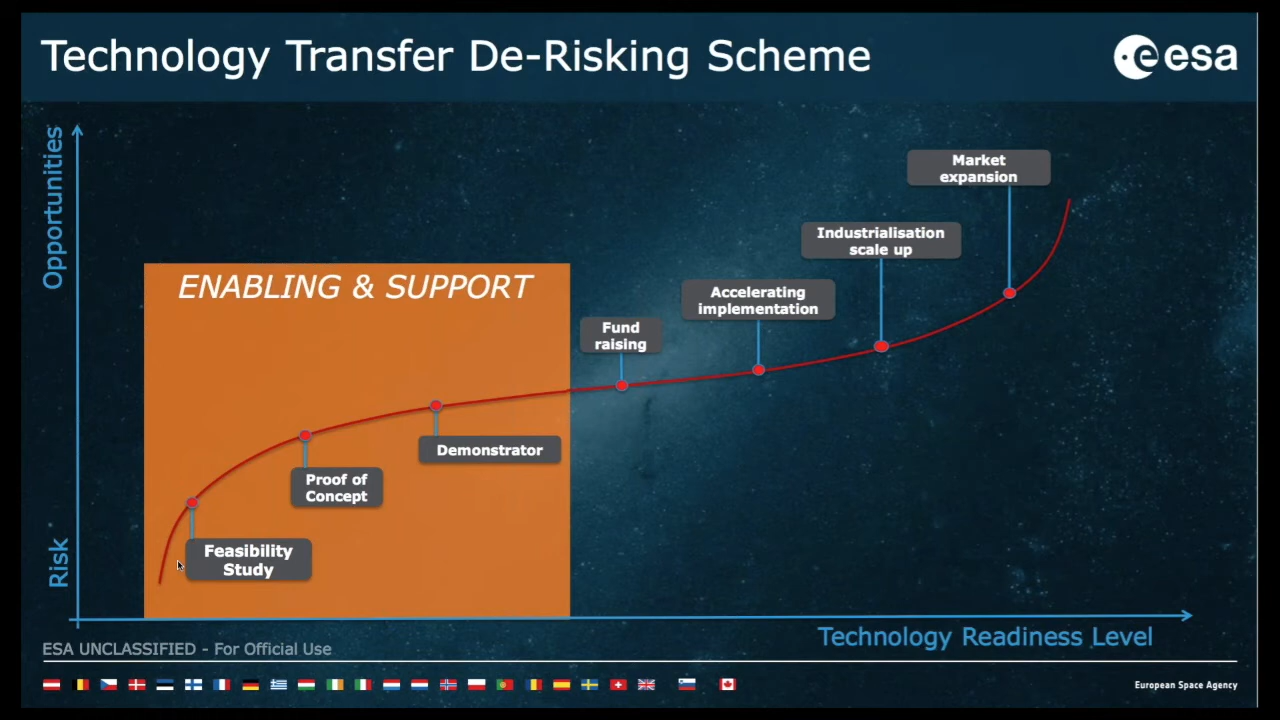 Technology Transfer De-Risking Scheme
esa
Opportunities
Risk
ENABLING & SUPPORT
Feasibility
Study
Proof of
Concept
Demonstrator
Fund
raising
Accelerating
implementation
Industrialisation
scale up
Market
expansion
Technology Readiness Level
ESA UNCLASSIFIED - For Official Use
European Space Agency